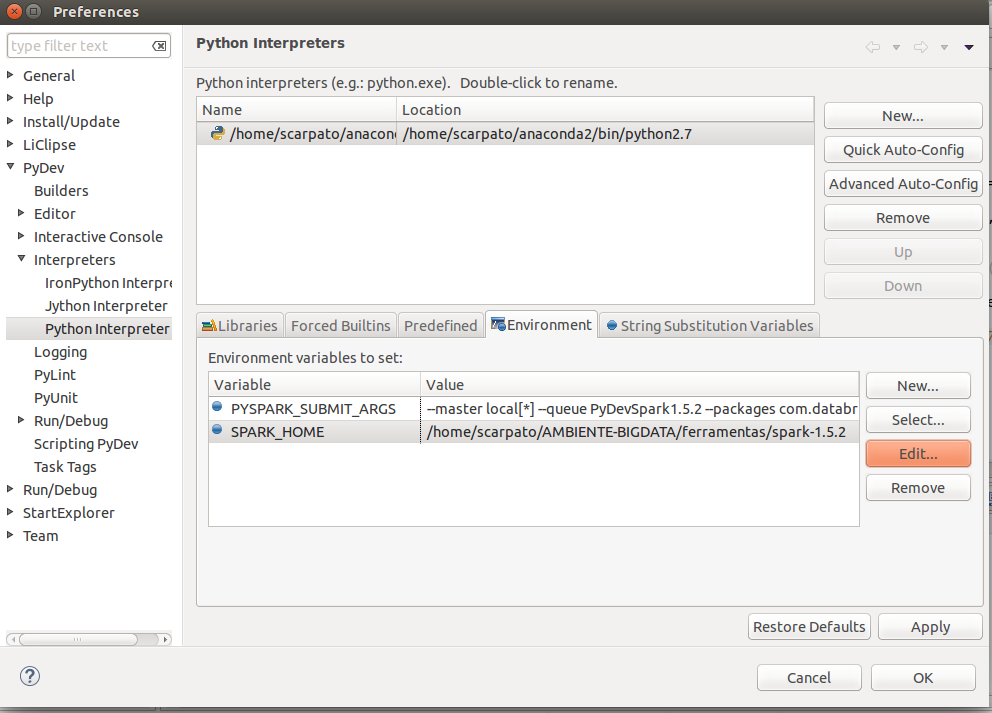 Preferences
type filter text
General
Help
Install/Update
LiClipse
PyDev
Builders
Editor
Interactive Console
Interpreters
IronPython Interpre
Jython Interpreter
Python Interpreter
Logging
PyLint
PyUnit
Run/Debug
Scripting PyDev
Task Tags
Run/Debug
StartExplorer
Team
Python Interpreters
Python interpreters (e.g.: python.exe).   Double-click to rename.
Name Location
/home/scarpato/anacon /home/scarpato/anaconda2/bin/python2.7
New...
Quick Auto-Config
Advanced Auto-Config
Remove
Up
Down
Libraries Forced Builtins Predefined Environment String Substitution Variables
Environment variables to set:
Variable Value
PYSPARK_SUBMIT_ARGS --master local[*] --queue PyDevSpark1.5.2 --packages com.databr
SPARK_HOME /home/scarpato/AMBIENTE-BIGDATA/ferramentas/spark-1.5.2
New...
Select...
Edit...
Remove
Restore Defaults Apply
? Cancel OK